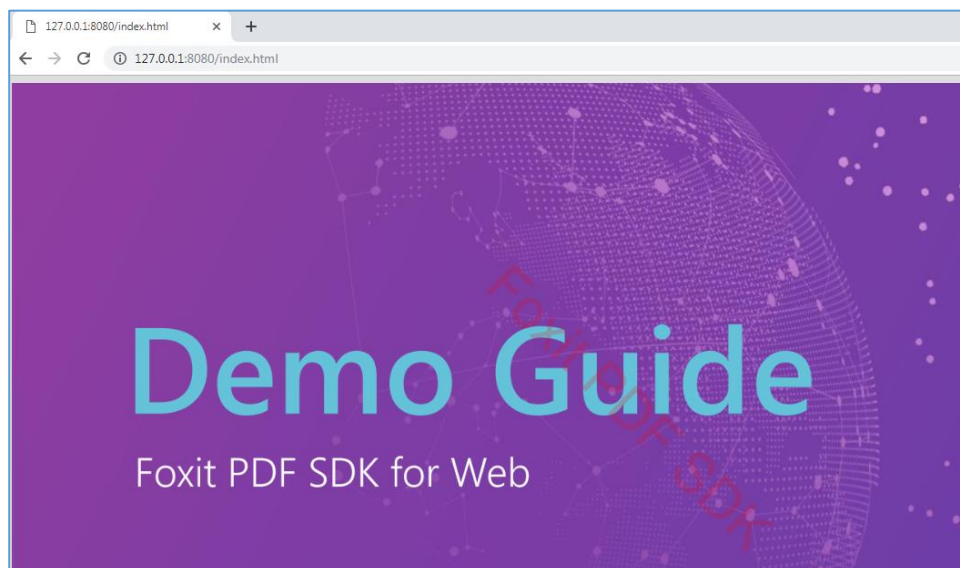 127.0.0.1:8080/index.html
127.0.0.1:8080/index.html
Foxit PDF SDK
Demo Guide
Foxit PDF SDK for Web